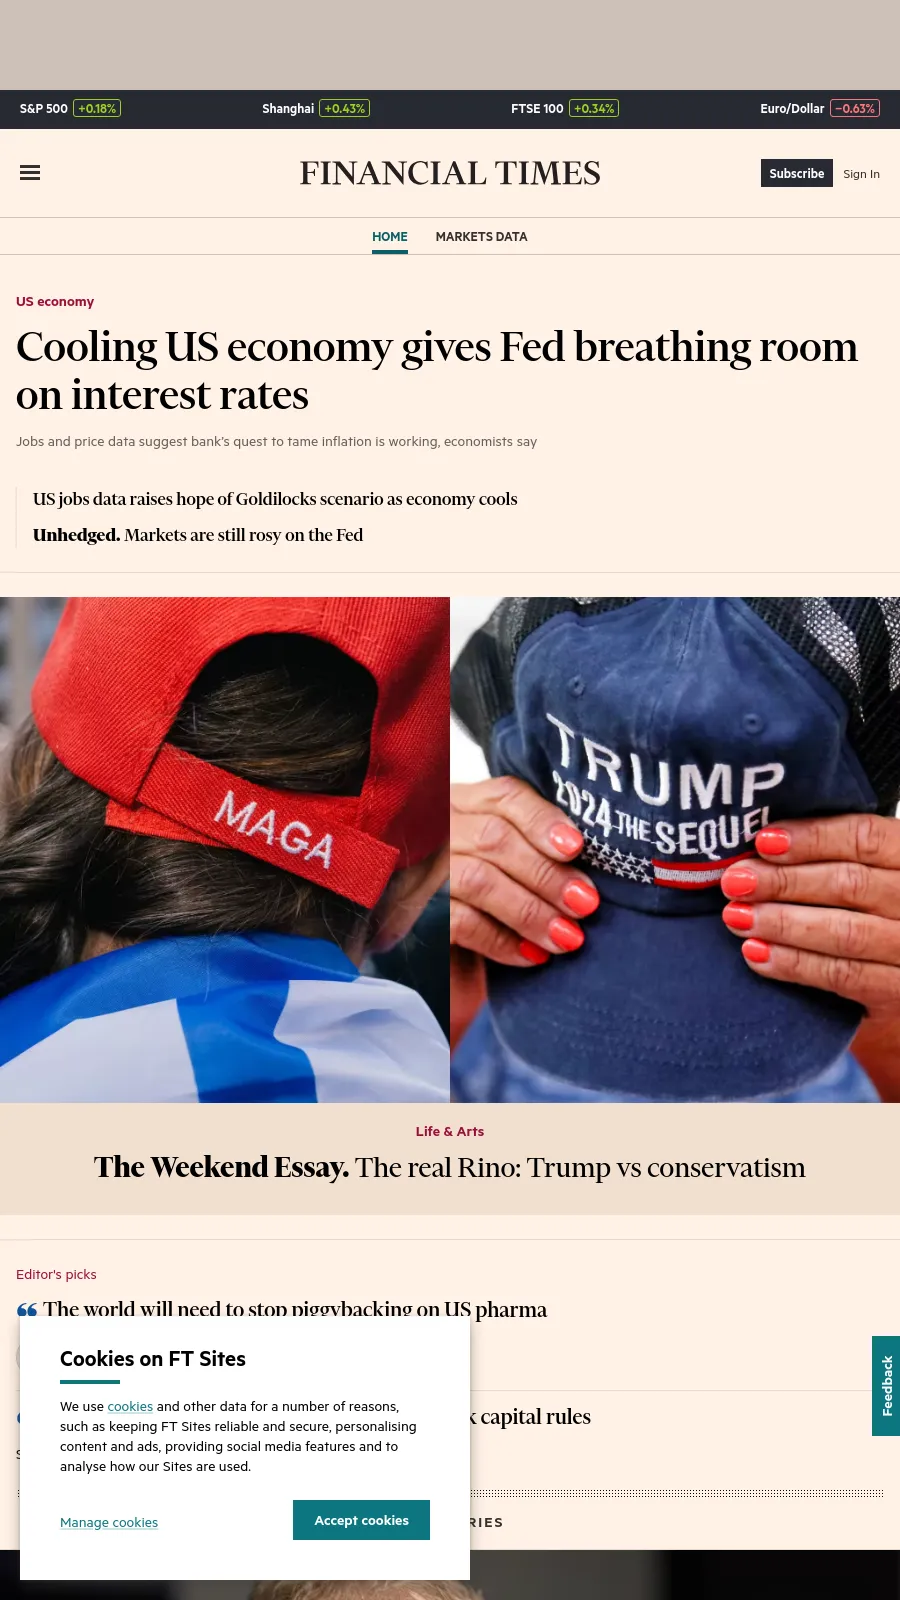 S&P 500 +0.18% Shanghai +0.43% FTSE 100 +0.34% Euro/Dollar −0.63%
FINANCIAL TIMES
Subscribe Sign In
HOME MARKETS DATA
US economy
Cooling US economy gives Fed breathing room
on interest rates
Jobs and price data suggest bank's quest to tame inflation is working, economists say
US jobs data raises hope of Goldilocks scenario as economy cools
Unhedged. Markets are still rosy on the Fed
MAGA
TRUMP
2024 THE SEQUEL
Life & Arts
The Weekend Essay. The real Rino: Trump vs conservatism
Editor's picks
“ The world will need to stop piggybacking on US pharma
capital rules
Cookies on FT Sites
We use cookies and other data for a number of reasons,
such as keeping FT Sites reliable and secure, personalising
content and ads, providing social media features and to
analyse how our Sites are used.
Manage cookies Accept cookies
Feedback